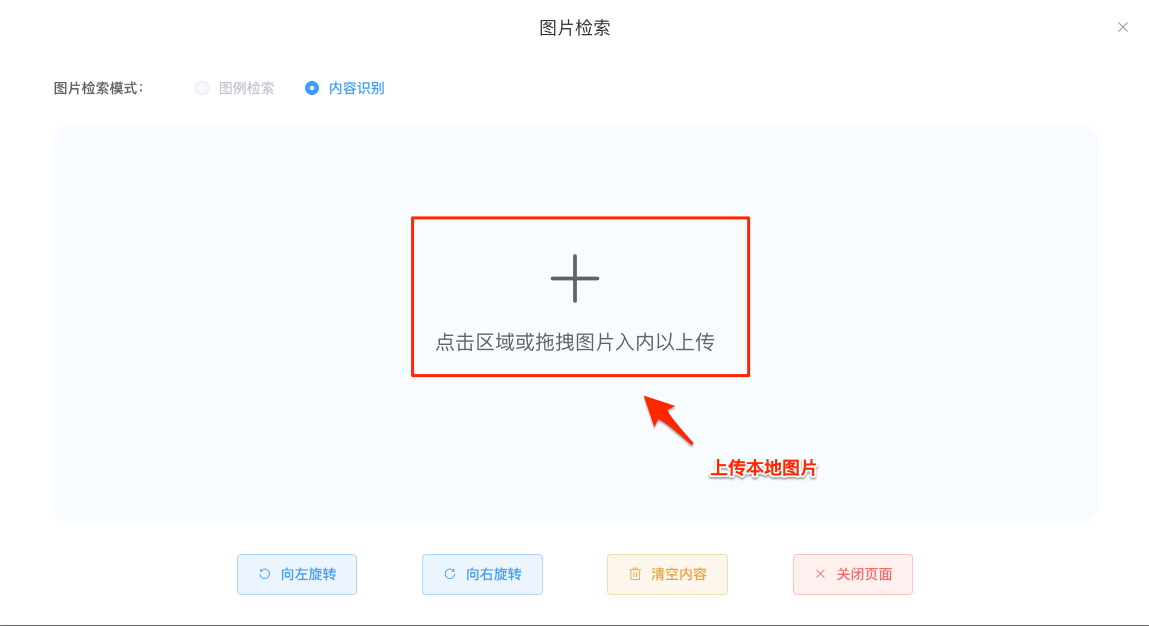 图片检索
图片检索模式：
图例检索
内容识别
点击区域或拖拽图片入内以上传
上传本地图片
向左旋转
向右旋转
清空内容
关闭页面